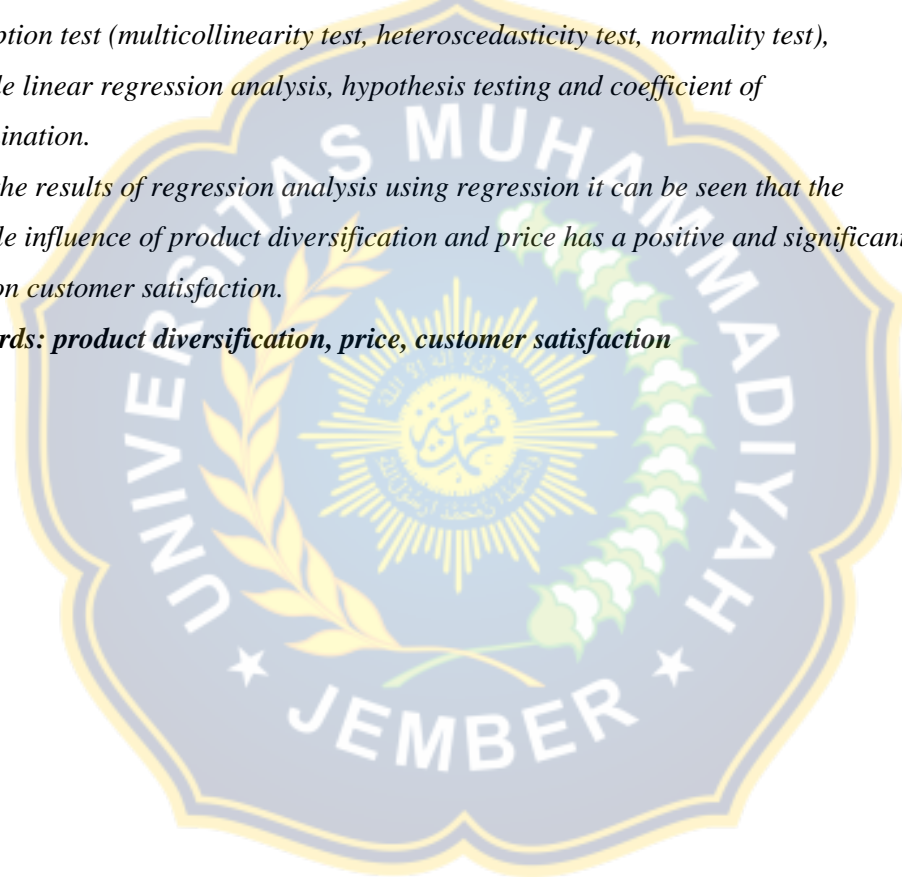 ption test (multicollinearity test, heteroscedasticity test, normality test),
le linear regression analysis, hypothesis testing and coefficient of
ination.
he results of regression analysis using regression it can be seen that the
le influence of product diversification and price has a positive and significan
on customer satisfaction.
rds: product diversification, price, customer satisfaction
UNIVERSITAS MUHAMMADIYAH
JEMBER